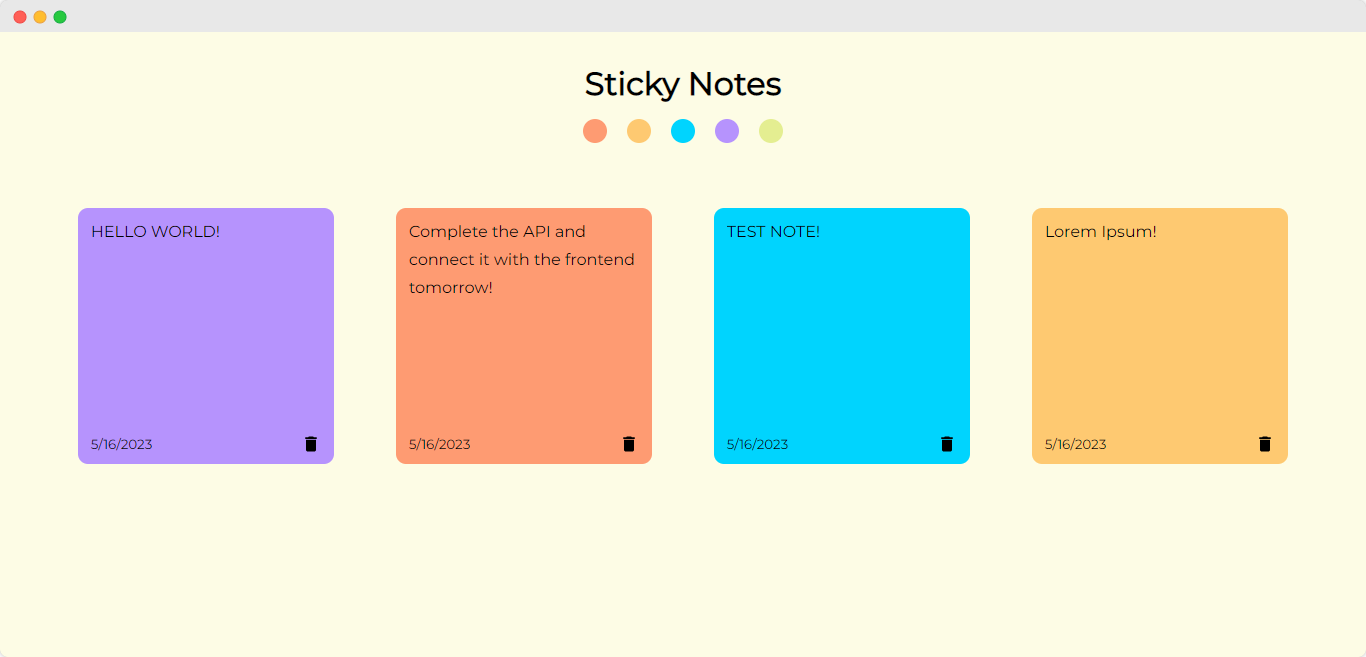 Sticky Notes
HELLO WORLD!
5/16/2023
Complete the API and
connect it with the frontend
tomorrow!
5/16/2023
TEST NOTE!
5/16/2023
Lorem Ipsum!
5/16/2023